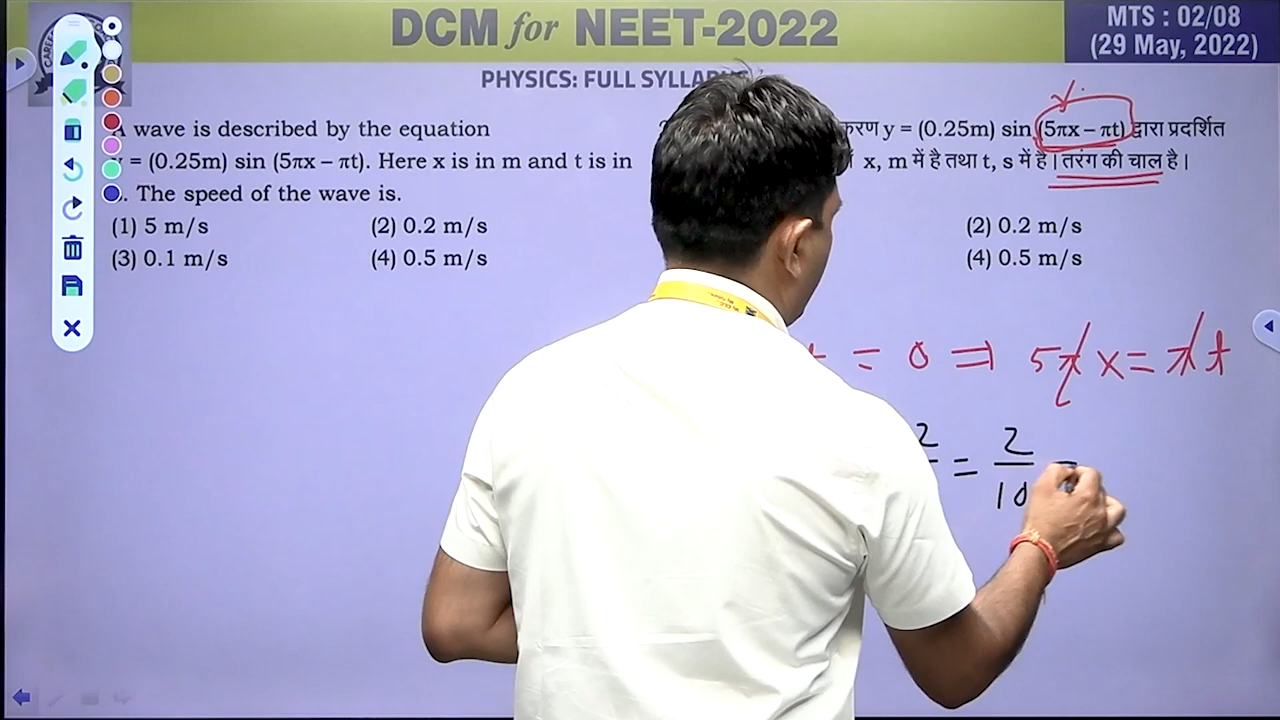 DCM for NEET-2022
MTS : 02/08
(29 May, 2022)
PHYSICS: FULL
A wave is described by the equation
y = (0.25m) sin (5πx – πt). Here x is in m and t is in
. The speed of the wave is.
(1) 5 m/s
(2) 0.2 m/s
(3) 0.1 m/s
(4) 0.5 m/s
y = (0.25m) sin (5πx – πt) द्वारा प्रदर्शित
x, m में है तथा t, s में है। तरंग की चाल है।
(2) 0.2 m/s
(4) 0.5 m/s
t = 0 ⇒ 5πx = πt
2 = 2/10